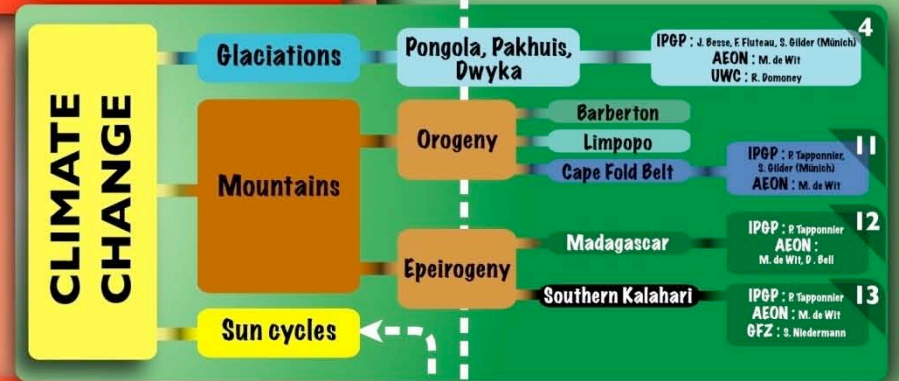 CLIMATE
CHANGE
Glaciations
Pongola, Pakhuis,
Dwyka
IPGP : J. Besse, F. Fluteau, S. Gilder (Münich)
AEON : M. de Wit
UWC : R. Domoney
4
Mountains
Orogeny
Barberton
Limpopo
Cape Fold Belt
IPGP : P. Tapponnier,
S. Gilder (Münich)
AEON : M. de Wit
11
Epeirogeny
Madagascar
IPGP : P. Tapponnier
AEON :
M. de Wit, D. Bell
12
Southern Kalahari
IPGP : P. Tapponnier
AEON : M. de Wit
GFZ : S. Niedermann
13
Sun cycles